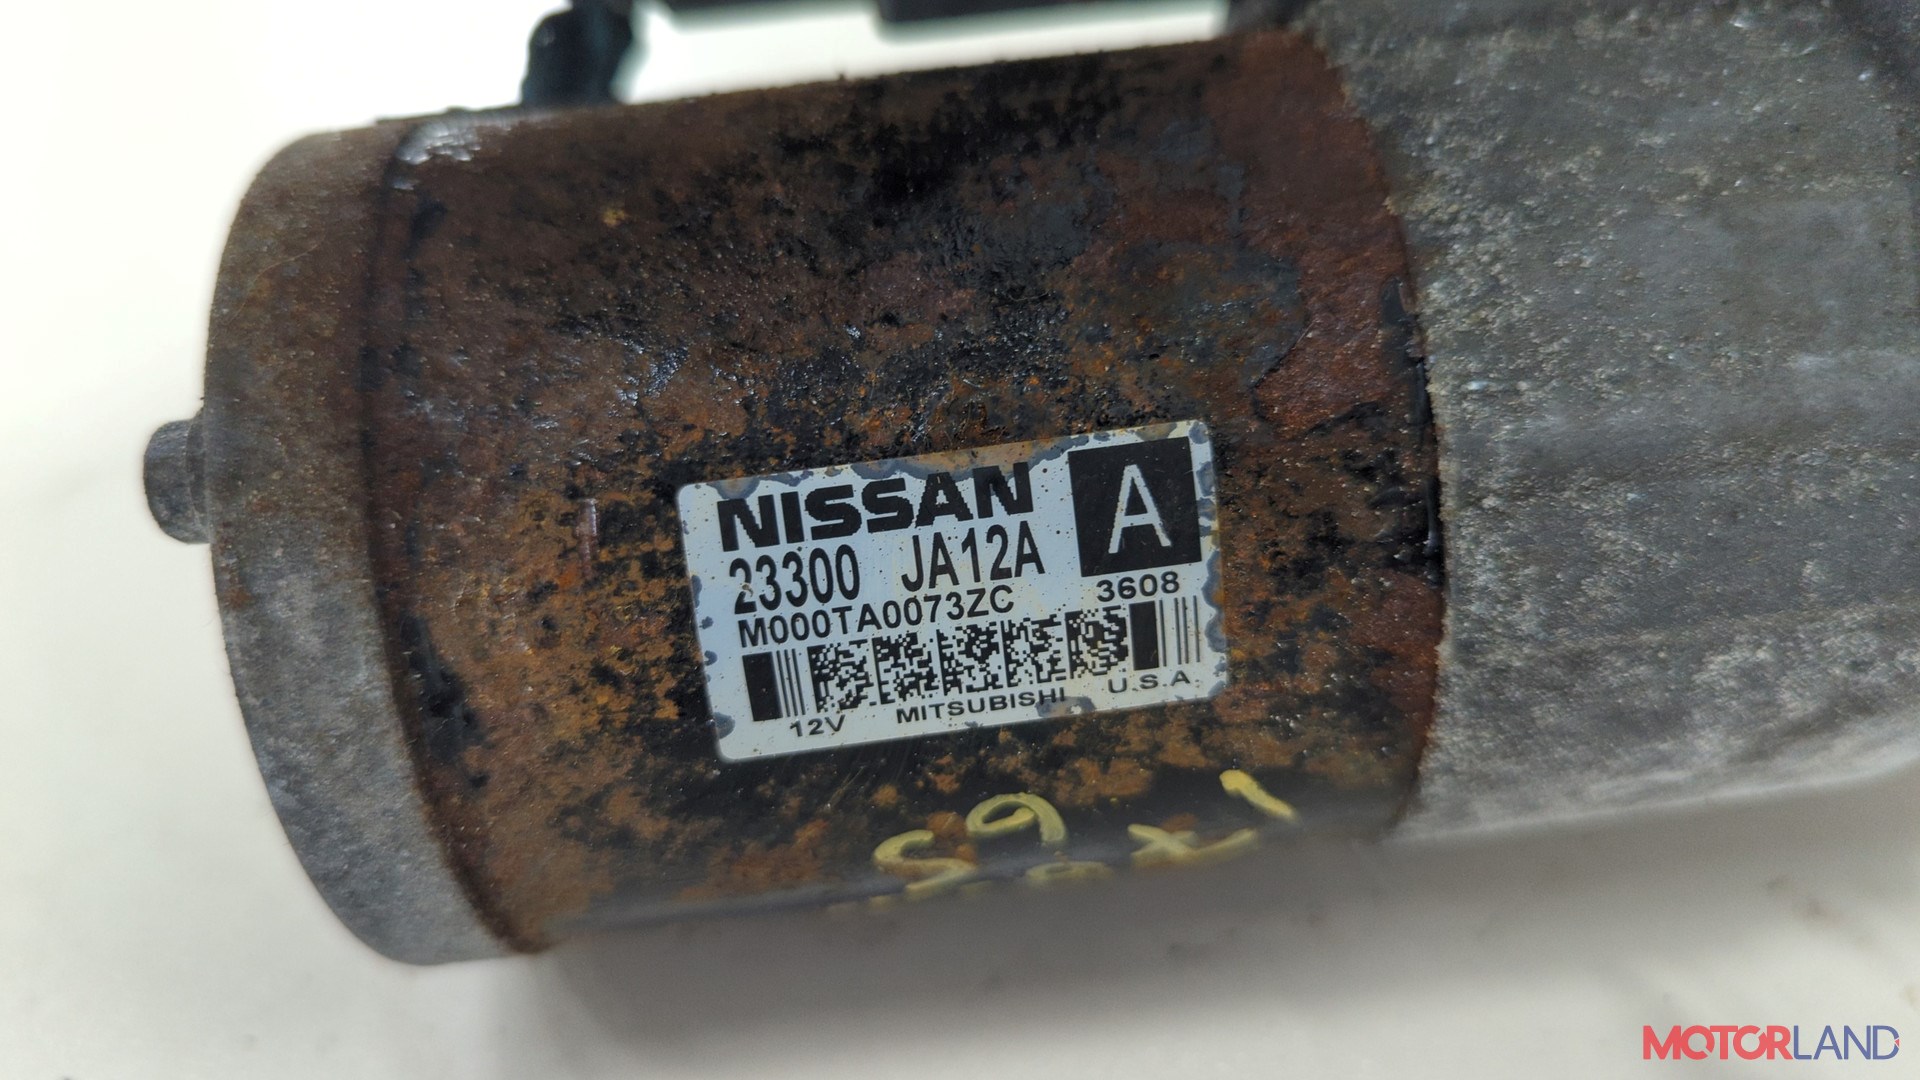 NISSAN A
23300 JA12A
M000TA0073ZC 3608
12V MITSUBISHI U.S.A
MOTORLAND